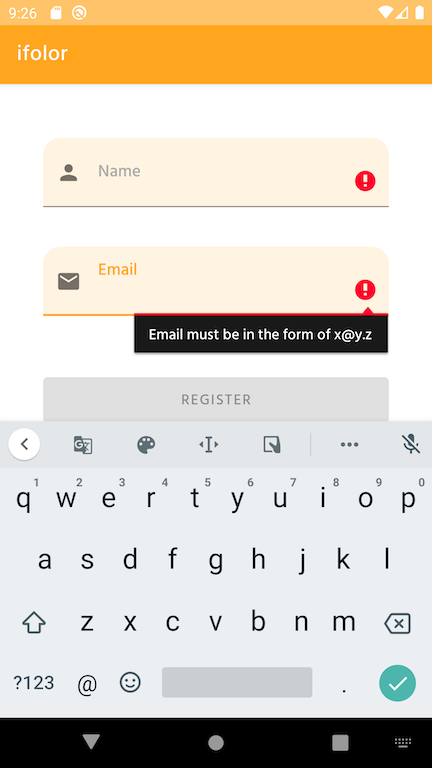 9:26
ifolor
Name
Email
Email must be in the form of x@y.z
REGISTER
1 2 3 4 5 6 7 8 9 0
q w e r t y u i o p
a s d f g h j k l
z x c v b n m
?123 @ .